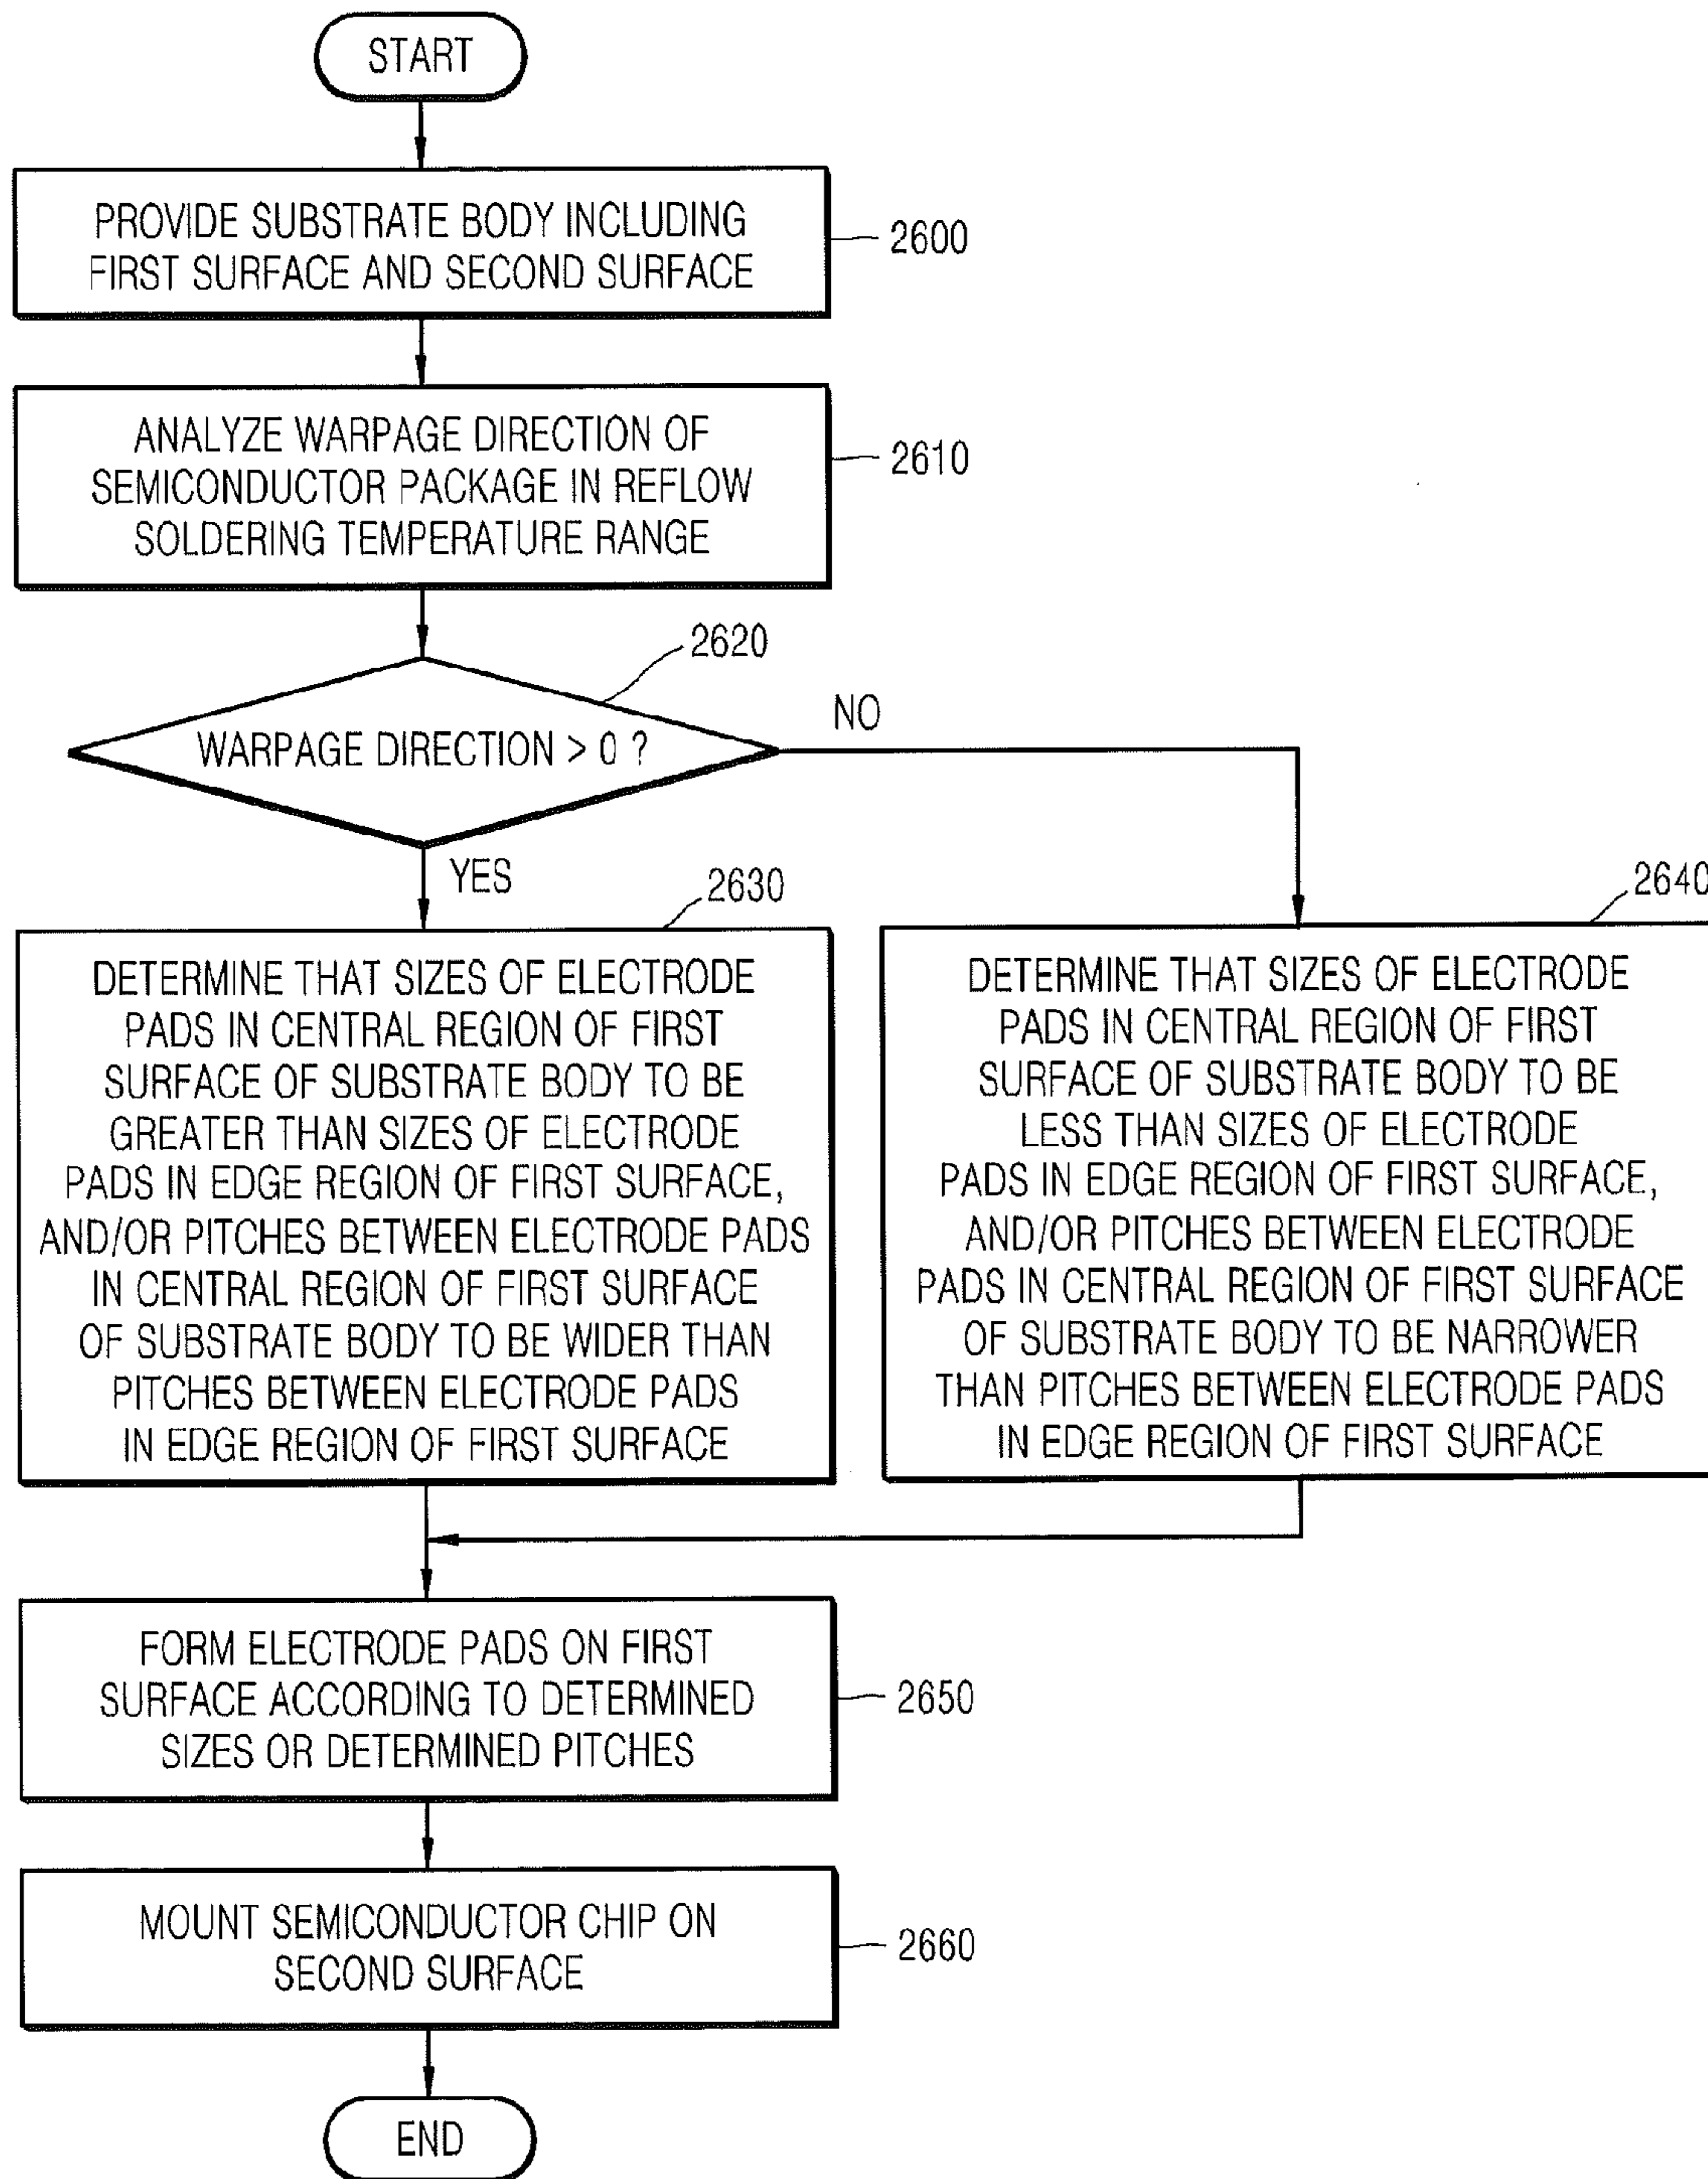 START
PROVIDE SUBSTRATE BODY INCLUDING
FIRST SURFACE AND SECOND SURFACE
2600
ANALYZE WARPAGE DIRECTION OF
SEMICONDUCTOR PACKAGE IN REFLOW
SOLDERING TEMPERATURE RANGE
2610
2620
WARPAGE DIRECTION > 0 ?
NO
YES
2630
DETERMINE THAT SIZES OF ELECTRODE
PADS IN CENTRAL REGION OF FIRST
SURFACE OF SUBSTRATE BODY TO BE
GREATER THAN SIZES OF ELECTRODE
PADS IN EDGE REGION OF FIRST SURFACE,
AND/OR PITCHES BETWEEN ELECTRODE PADS
IN CENTRAL REGION OF FIRST SURFACE
OF SUBSTRATE BODY TO BE WIDER THAN
PITCHES BETWEEN ELECTRODE PADS
IN EDGE REGION OF FIRST SURFACE
2640
DETERMINE THAT SIZES OF ELECTRODE
PADS IN CENTRAL REGION OF FIRST
SURFACE OF SUBSTRATE BODY TO BE
LESS THAN SIZES OF ELECTRODE
PADS IN EDGE REGION OF FIRST SURFACE,
AND/OR PITCHES BETWEEN ELECTRODE
PADS IN CENTRAL REGION OF FIRST SURFACE
OF SUBSTRATE BODY TO BE NARROWER
THAN PITCHES BETWEEN ELECTRODE PADS
IN EDGE REGION OF FIRST SURFACE
FORM ELECTRODE PADS ON FIRST
SURFACE ACCORDING TO DETERMINED
SIZES OR DETERMINED PITCHES
2650
MOUNT SEMICONDUCTOR CHIP ON
SECOND SURFACE
2660
END